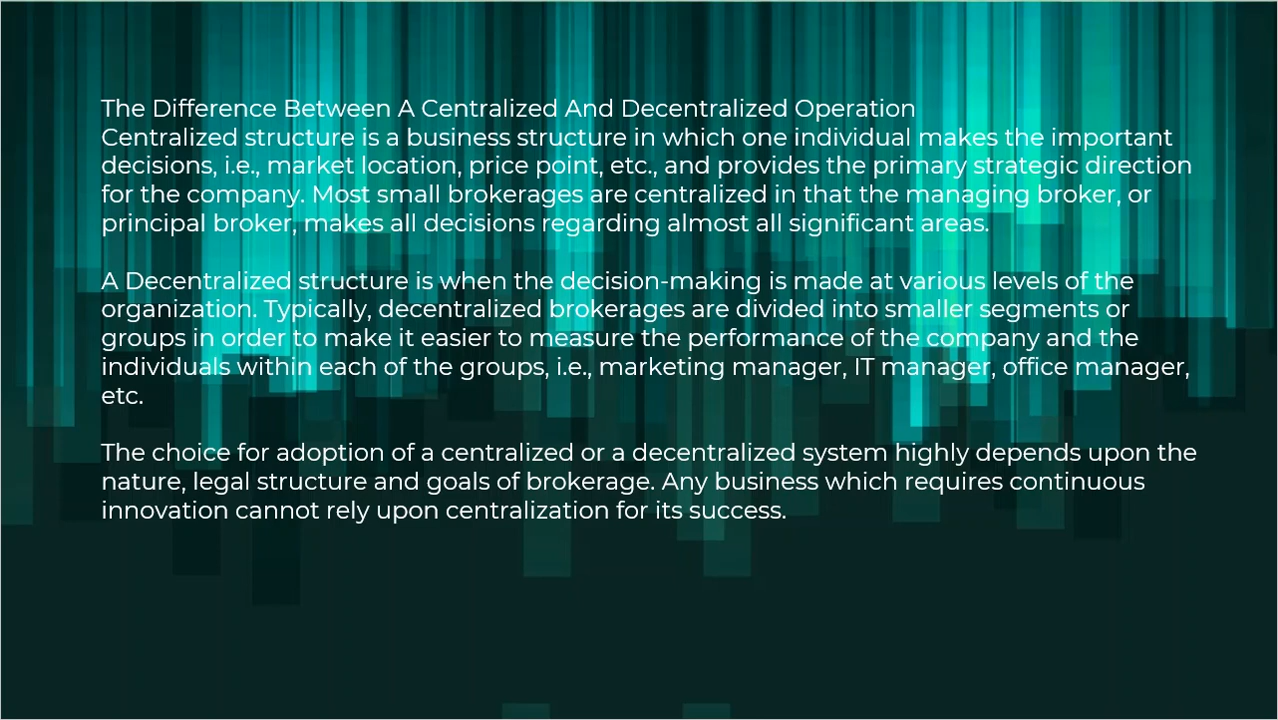 The Difference Between A Centralized And Decentralized Operation
Centralized structure is a business structure in which one individual makes the important
decisions, i.e., market location, price point, etc., and provides the primary strategic direction
for the company. Most small brokerages are centralized in that the managing broker, or
principal broker, makes all decisions regarding almost all significant areas.
A Decentralized structure is when the decision-making is made at various levels of the
organization. Typically, decentralized brokerages are divided into smaller segments or
groups in order to make it easier to measure the performance of the company and the
individuals within each of the groups, i.e., marketing manager, IT manager, office manager,
etc.
The choice for adoption of a centralized or a decentralized system highly depends upon the
nature, legal structure and goals of brokerage. Any business which requires continuous
innovation cannot rely upon centralization for its success.